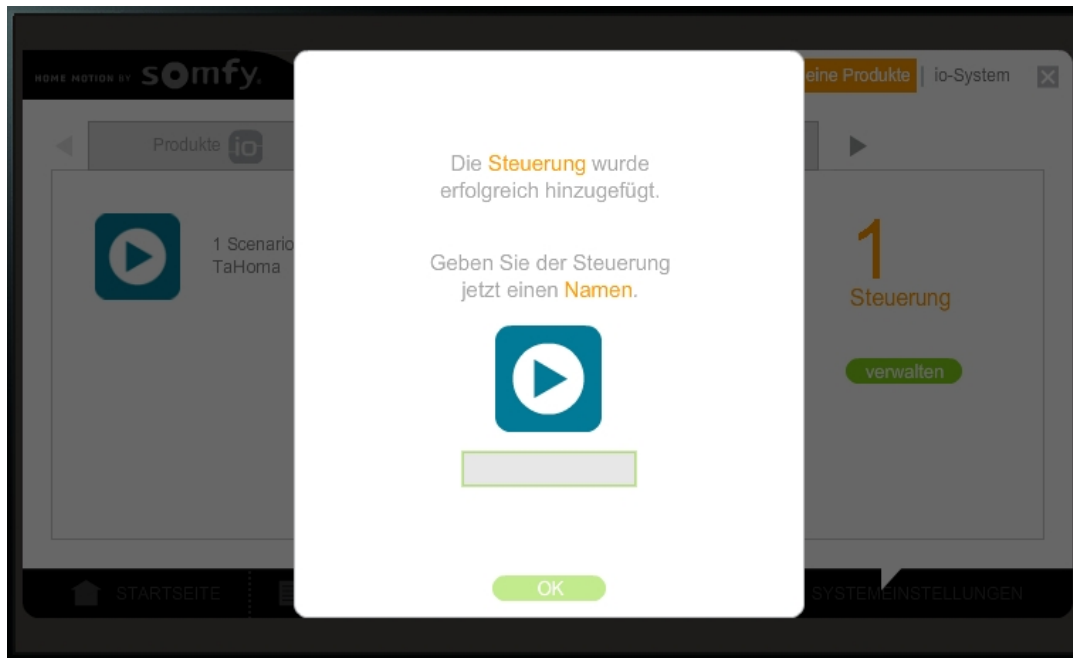 HOME MOTION BY somfy.
eine Produkte | io-System
Produkte io
1 Scenario
TaHoma
Die Steuerung wurde
erfolgreich hinzugefügt.
Geben Sie der Steuerung
jetzt einen Namen.
OK
1
Steuerung
verwalten
STARTSEITE
SYSTEMEINSTELLUNGEN